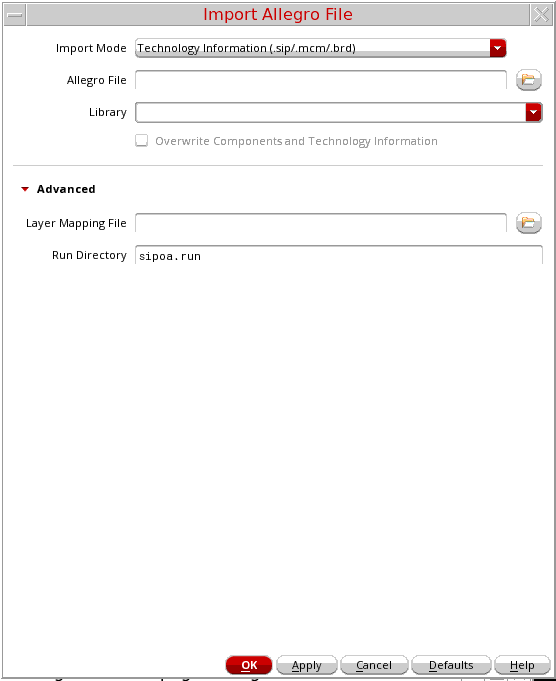 Import Allegro File
Import Mode Technology Information (.sip/.mcm/.brd)
Allegro File
Library
Overwrite Components and Technology Information
Advanced
Layer Mapping File
Run Directory sipoa.run
OK Apply Cancel Defaults Help